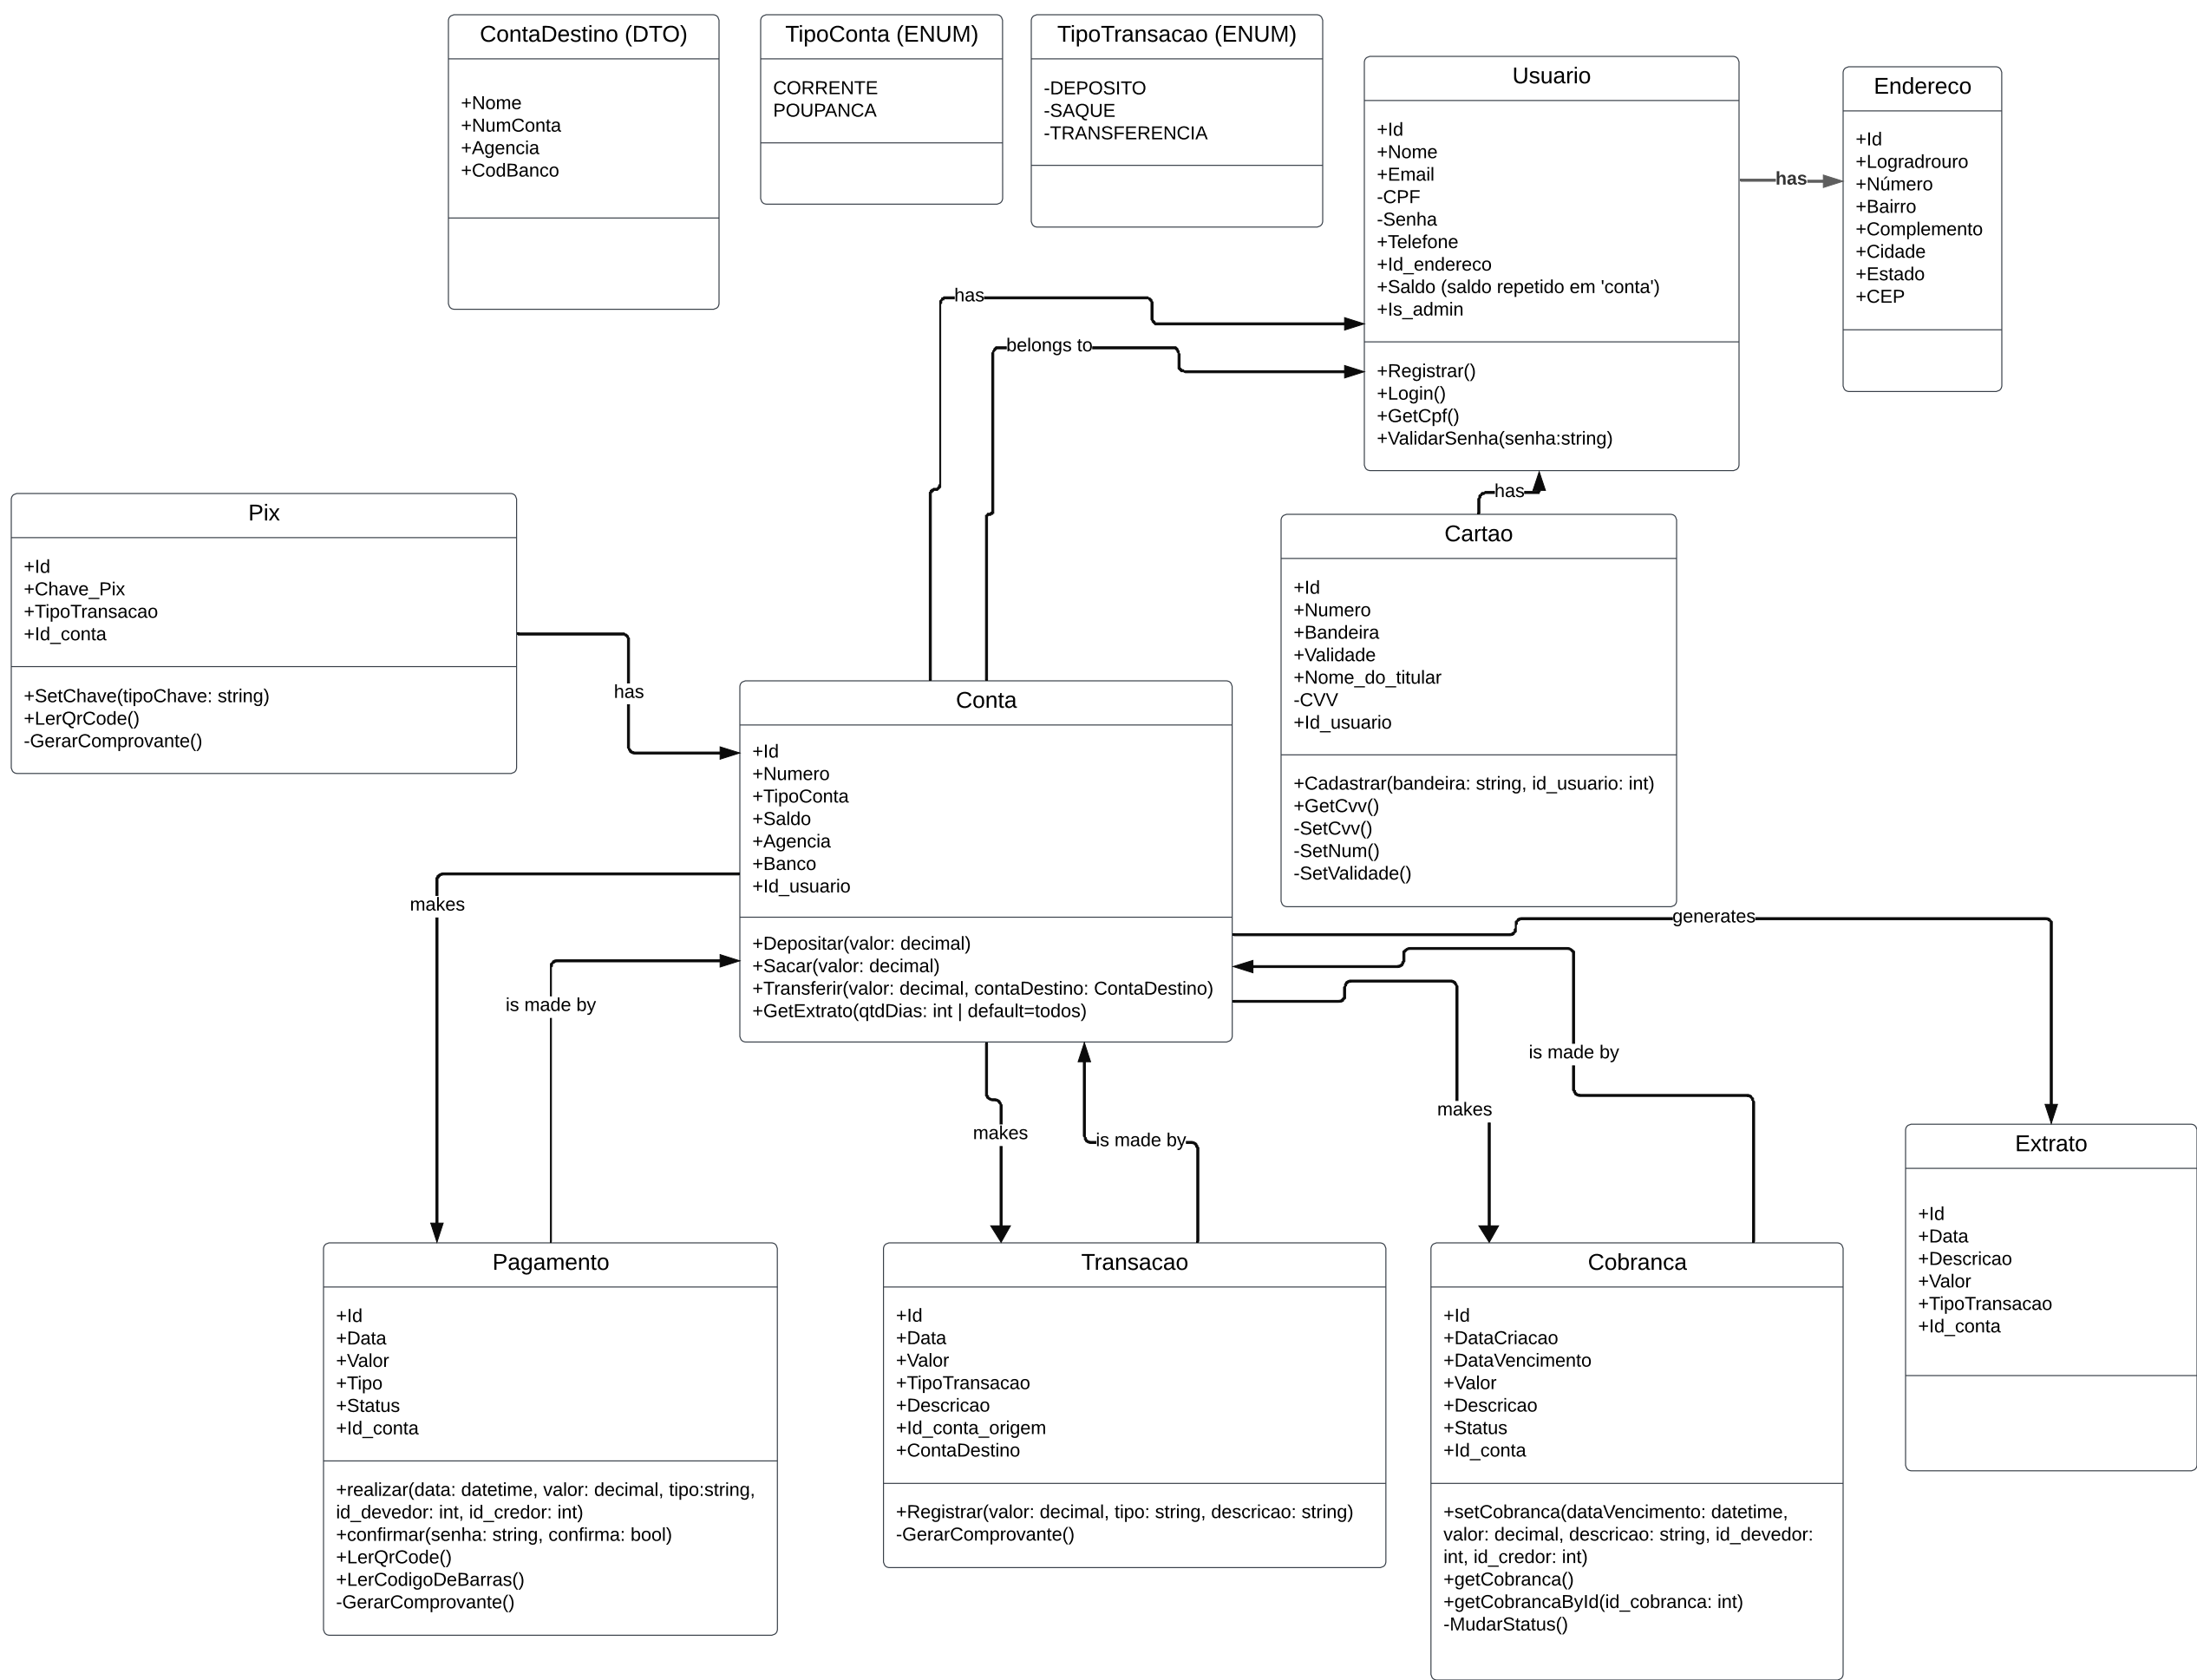 ContaDestino (DTO)
+Nome
+NumConta
+Agencia
+CodBanco
TipoConta (ENUM)
CORRENTE
POUPANCA
TipoTransacao (ENUM)
-DEPOSITO
-SAQUE
-TRANSFERENCIA
Usuario
+Id
+Nome
+Email
-CPF
-Senha
+Telefone
+Id_endereco
+Saldo (saldo repetido em 'conta')
+Is_admin
+Registrar()
+Login()
+GetCpf()
+ValidarSenha(senha:string)
has
Endereco
+Id
+Logradrouro
+Número
+Bairro
+Complemento
+Cidade
+Estado
+CEP
has
belongs to
has
Pix
+Id
+Chave_Pix
+TipoTransacao
+Id_conta
+SetChave(tipoChave: string)
+LerQrCode()
-GerarComprovante()
has
Cartao
+Id
+Numero
+Bandeira
+Validade
+Nome_do_titular
-CVV
+Id_usuario
+Cadastrar(bandeira: string, id_usuario: int)
+GetCvv()
-SetCvv()
-SetNum()
-SetValidade()
Conta
+Id
+Numero
+TipoConta
+Saldo
+Agencia
+Banco
+Id_usuario
+Depositar(valor: decimal)
+Sacar(valor: decimal)
+Transferir(valor: decimal, contaDestino: ContaDestino)
+GetExtrato(qtdDias: int | default=todos)
makes
is made by
generates
is made by
makes
makes
is made by
Pagamento
+Id
+Data
+Valor
+Tipo
+Status
+Id_conta
+realizar(data: datetime, valor: decimal, tipo:string,
id_devedor: int, id_credor: int)
+confirmar(senha: string, confirma: bool)
+LerQrCode()
+LerCodigoDeBarras()
-GerarComprovante()
Transacao
+Id
+Data
+Valor
+TipoTransacao
+Descricao
+Id_conta_origem
+ContaDestino
+Registrar(valor: decimal, tipo: string, descricao: string)
-GerarComprovante()
Cobranca
+Id
+DataCriacao
+DataVencimento
+Valor
+Descricao
+Status
+Id_conta
+setCobranca(dataVencimento: datetime,
valor: decimal, descricao: string, id_devedor:
int, id_credor: int)
+getCobranca()
+getCobrancaById(id_cobranca: int)
-MudarStatus()
Extrato
+Id
+Data
+Descricao
+Valor
+TipoTransacao
+Id_conta